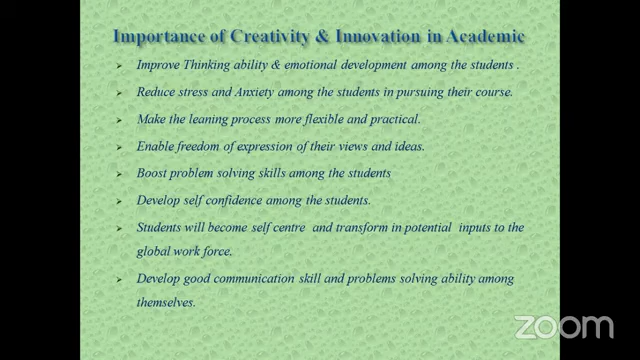 Importance of Creativity & Innovation in Academic
Improve Thinking ability & emotional development among the students .
Reduce stress and Anxiety among the students in pursuing their course.
Make the leaning process more flexible and practical.
Enable freedom of expression of their views and ideas.
Boost problem solving skills among the students
Develop self confidence among the students.
Students will become self centre and transform in potential inputs to the
global work force.
Develop good communication skill and problems solving ability among
themselves.
zoom